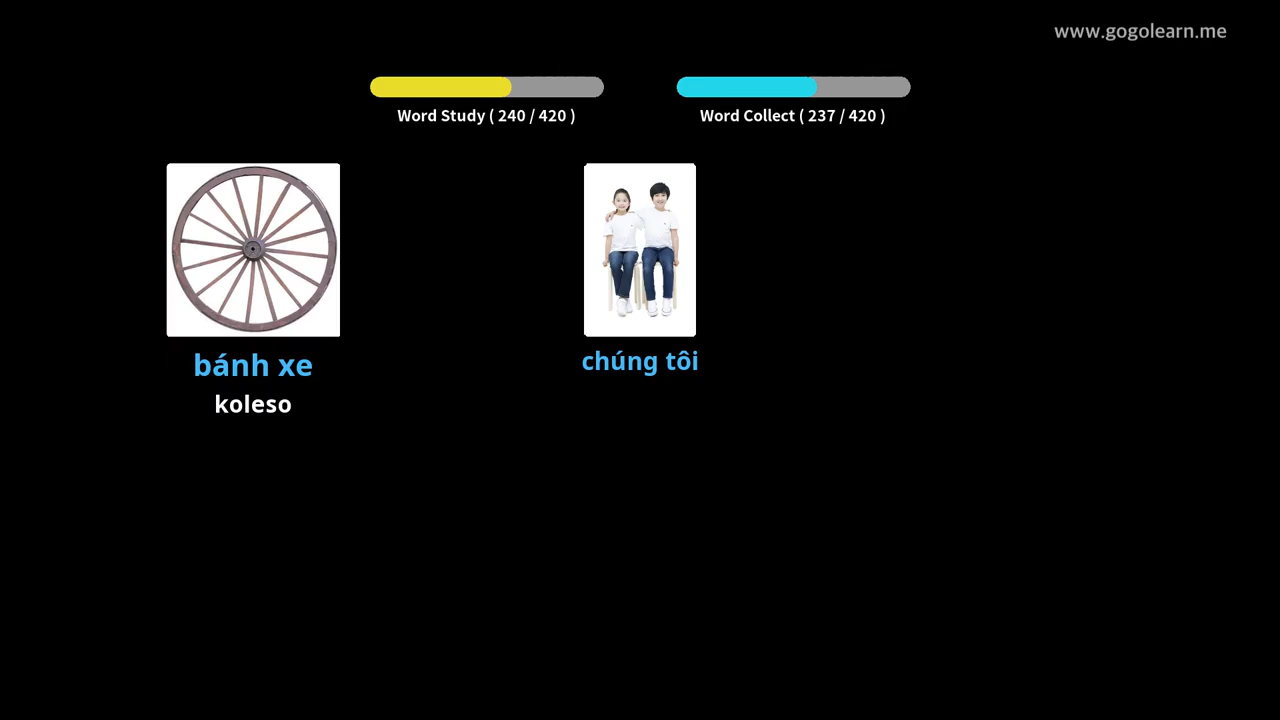 www.gogolearn.me
Word Study ( 240 / 420 )
Word Collect ( 237 / 420 )
bánh xe
koleso
chúng tôi